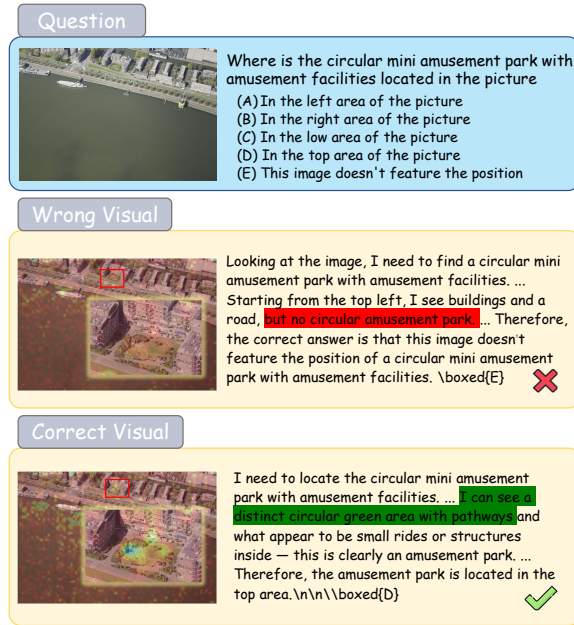 Question
Where is the circular mini amusement park with
amusement facilities located in the picture
(A) In the left area of the picture
(B) In the right area of the picture
(C) In the low area of the picture
(D) In the top area of the picture
(E) This image doesn't feature the position
Wrong Visual
Looking at the image, I need to find a circular mini
amusement park with amusement facilities. ...
Starting from the top left, I see buildings and a
road, but no circular amusement park. ... Therefore,
the correct answer is that this image doesn't
feature the position of a circular mini amusement
park with amusement facilities. \boxed{E}
Correct Visual
I need to locate the circular mini amusement
park with amusement facilities. ... I can see a
distinct circular green area with pathways and
what appear to be small rides or structures
inside — this is clearly an amusement park. ...
Therefore, the amusement park is located in the
top area.\n\n\\boxed{D}